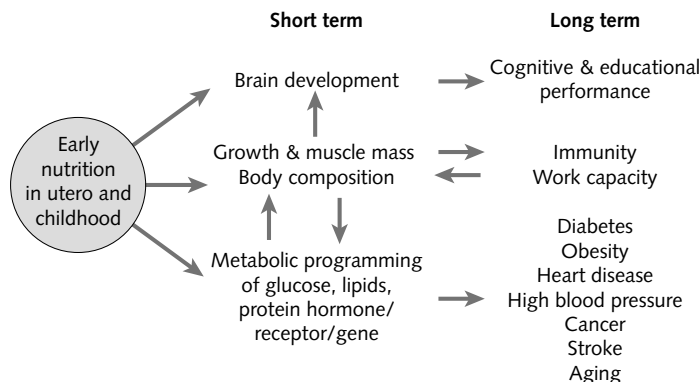 Short term
Long term
Early
nutrition
in utero and
childhood
Brain development
Cognitive & educational
performance
Growth & muscle mass
Body composition
Immunity
Work capacity
Metabolic programming
of glucose, lipids,
protein hormone/
receptor/gene
Diabetes
Obesity
Heart disease
High blood pressure
Cancer
Stroke
Aging